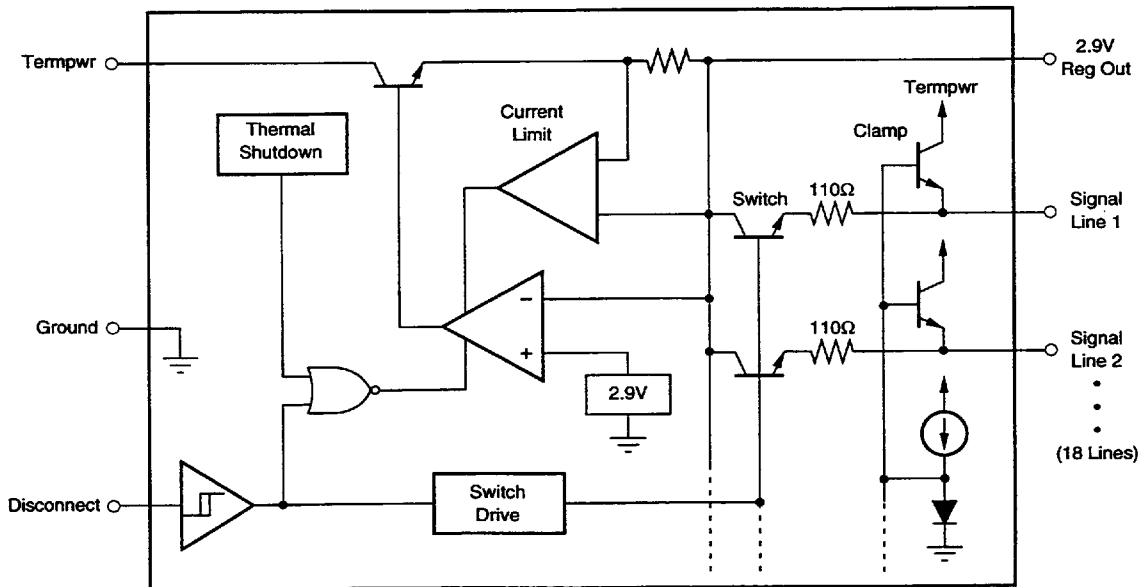 Termpwr
2.9V
Reg Out
Termpwr
Thermal
Shutdown
Current
Limit
Clamp
Switch
110Ω
Signal
Line 1
Ground
−
+
2.9V
110Ω
Signal
Line 2
(18 Lines)
Disconnect
Switch
Drive